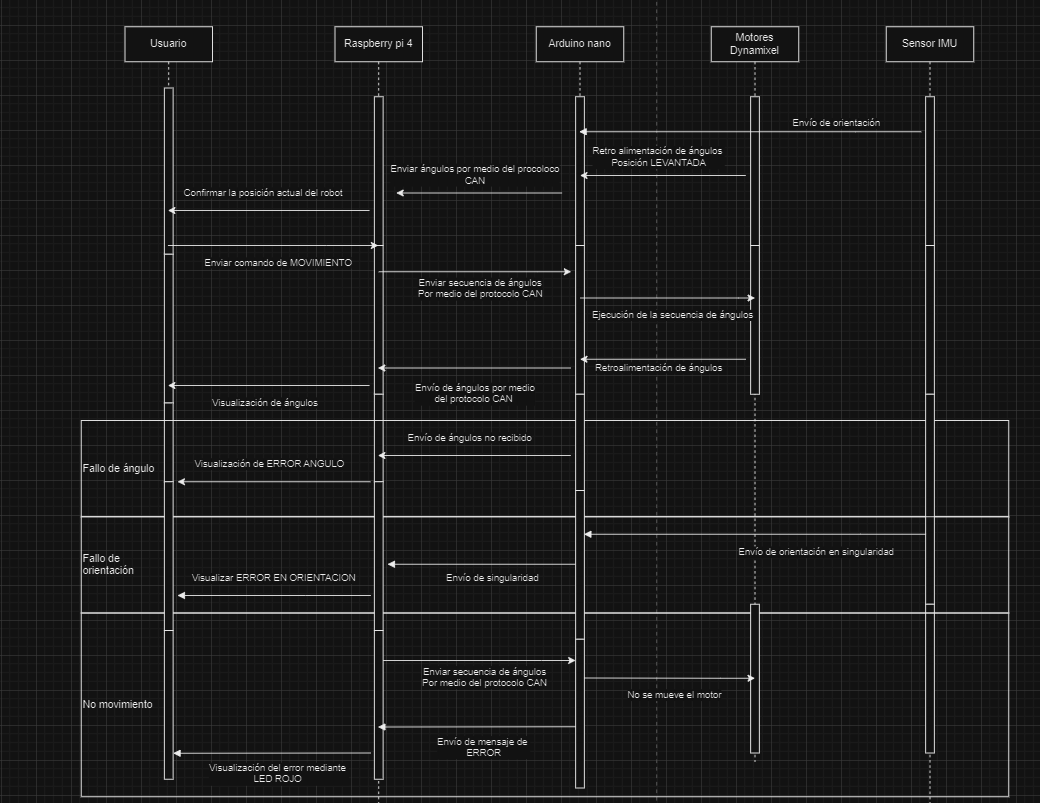 Usuario
Raspberry pi 4
Arduino nano
Motores
Dynamixel
Sensor IMU
Envío de orientación
Retro alimentación de ángulos
Posición LEVANTADA
Enviar ángulos por medio del procoloco
CAN
Confirmar la posición actual del robot
Enviar comando de MOVIMIENTO
Enviar secuencia de ángulos
Por medio del protocolo CAN
Ejecución de la secuencia de ángulos
Retroalimentación de ángulos
Envío de ángulos por medio
del protocolo CAN
Visualización de ángulos
Envío de ángulos no recibido
Fallo de ángulo
Visualización de ERROR ANGULO
Envío de orientación en singularidad
Fallo de
orientación
Envío de singularidad
Visualizar ERROR EN ORIENTACION
Enviar secuencia de ángulos
Por medio del protocolo CAN
No se mueve el motor
No movimiento
Envío de mensaje de
ERROR
Visualización del error mediante
LED ROJO